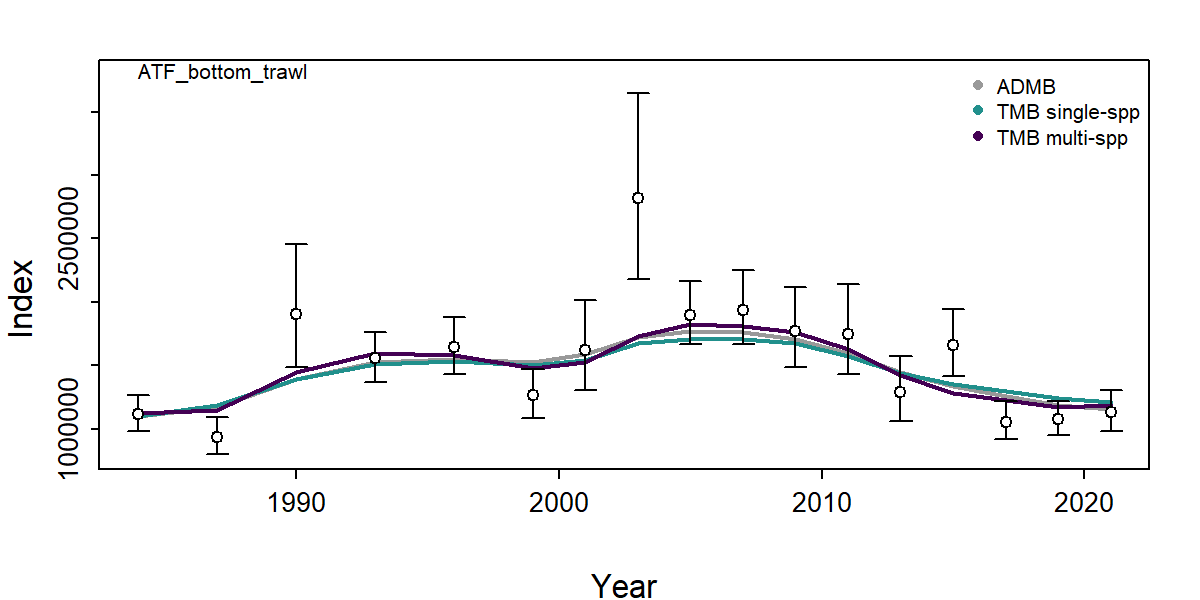 ATF_bottom_trawl
ADMB
TMB single-spp
TMB multi-spp
Index
2500000
1000000
1990
2000
2010
2020
Year